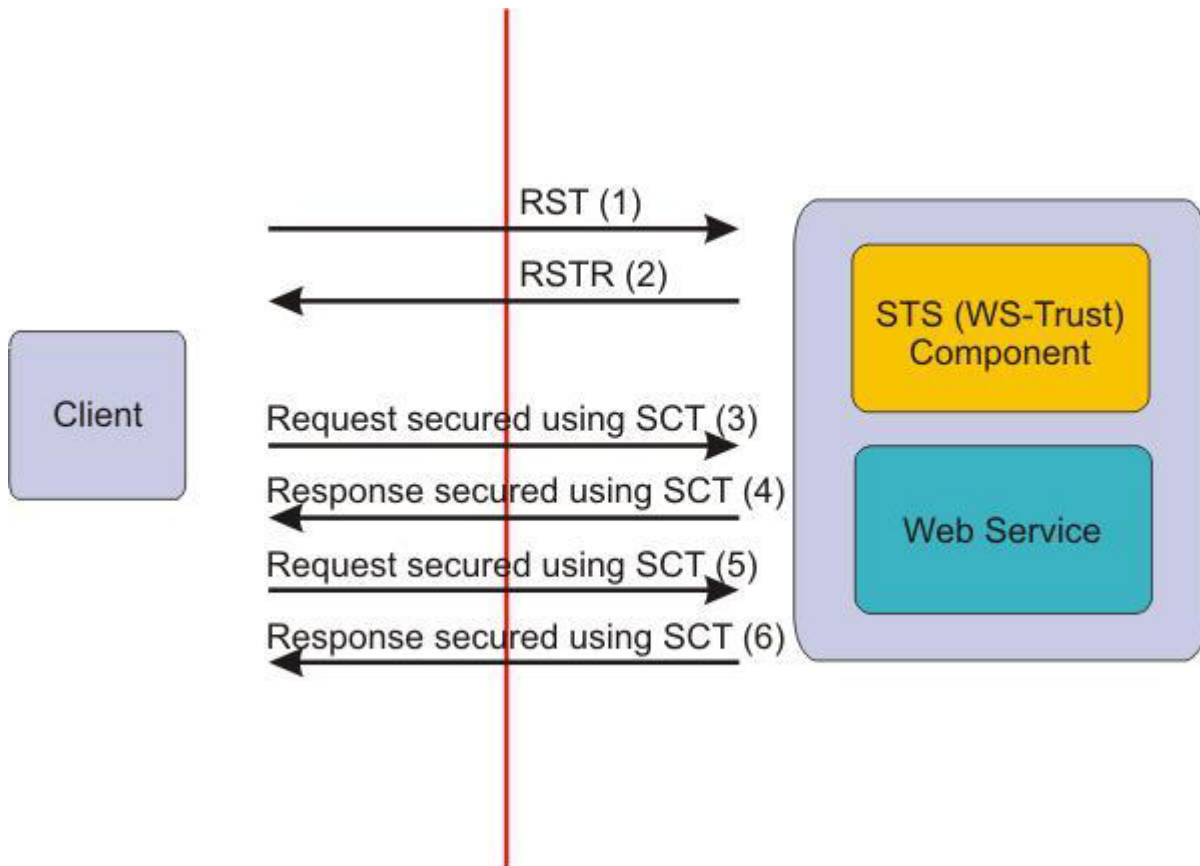 RST (1)
RSTR (2)
STS (WS-Trust)
Component
Client
Request secured using SCT (3)
Response secured using SCT (4)
Web Service
Request secured using SCT (5)
Response secured using SCT (6)